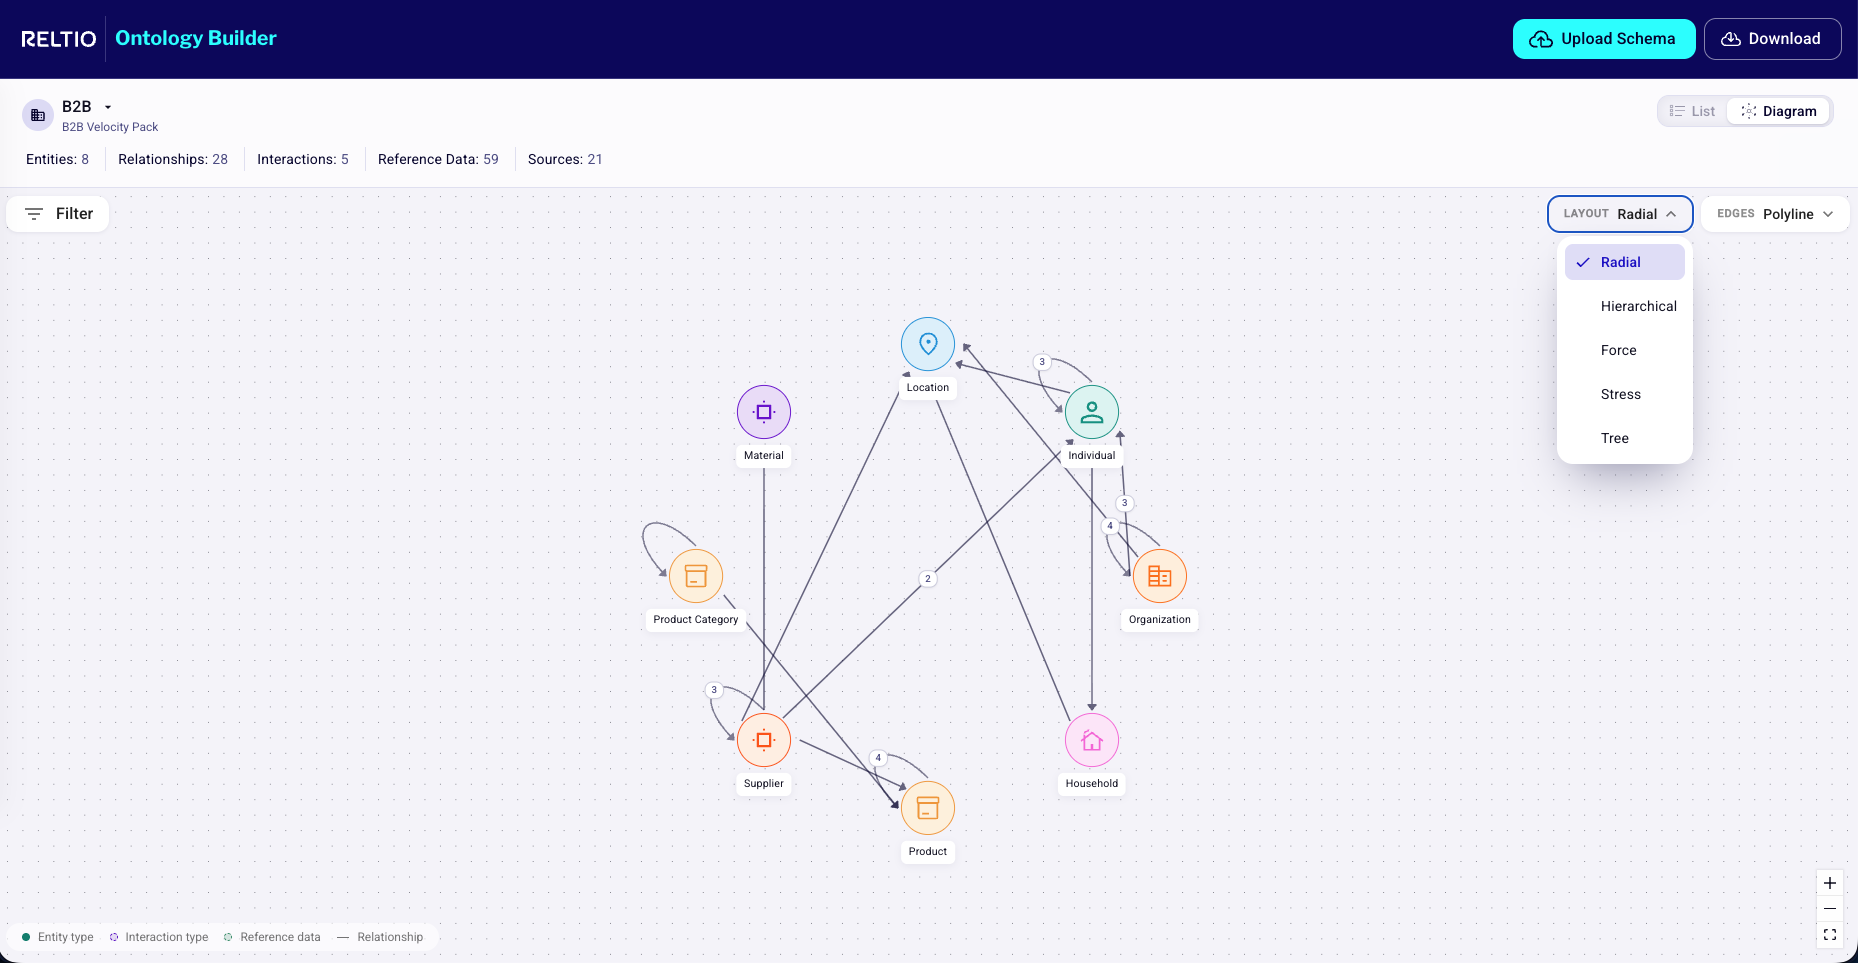 RELTIO
Ontology Builder
Upload Schema
Download
B2B
B2B Velocity Pack
List
Diagram
Entities: 8
Relationships: 28
Interactions: 5
Reference Data: 59
Sources: 21
Filter
LAYOUT Radial
EDGES Polyline
Radial
Hierarchical
Force
Stress
Tree
Location
3
Material
Individual
3
4
Product Category
2
Organization
3
Supplier
4
Household
Product
Entity type
Interaction type
Reference data
Relationship